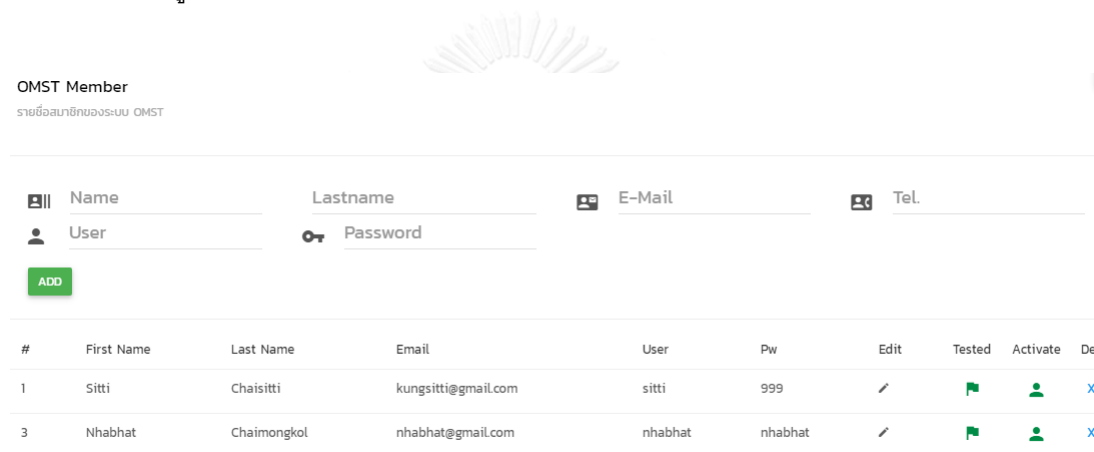 OMST Member
รายชื่อสมาชิกของระบบ OMST
Name Lastname E-Mail Tel.
User Password
ADD
# First Name Last Name Email User Pw Edit Tested Activate De
1 Sitti Chaisitti kungsitti@gmail.com sitti 999 X
3 Nhabhat Chaimongkol nhabhat@gmail.com nhabhat nhabhat X